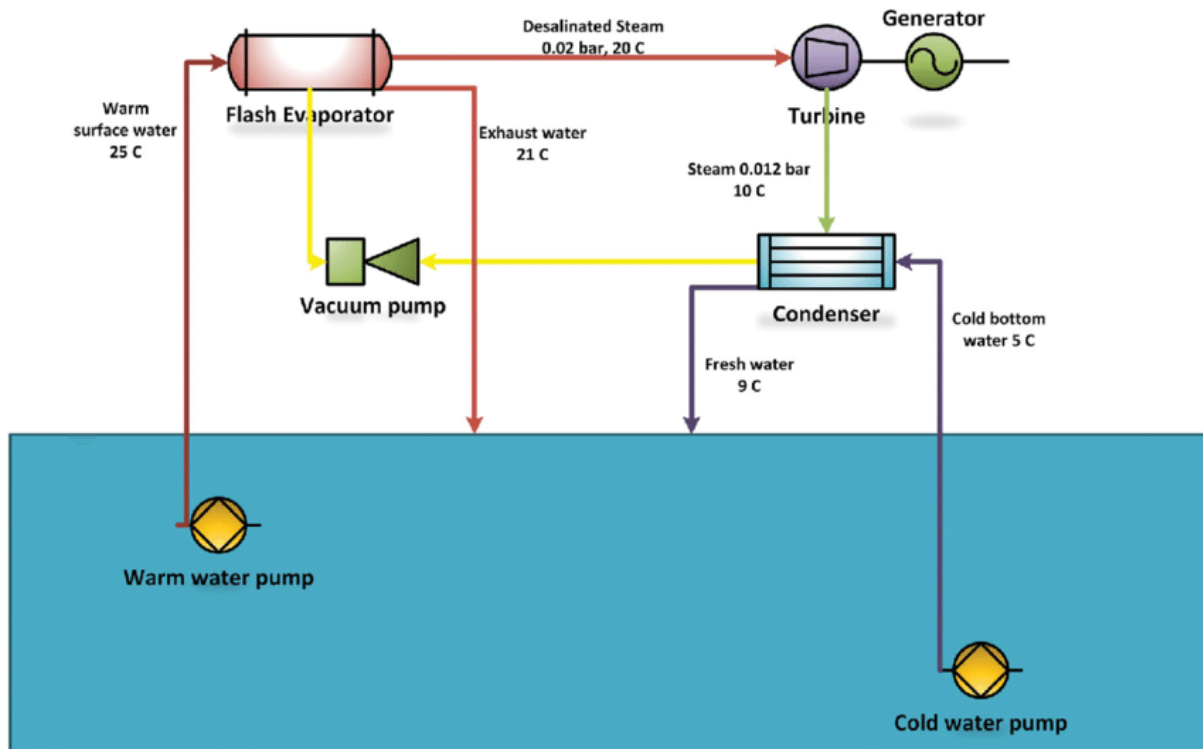 Generator
Desalinated Steam
0.02 bar, 20 C
Warm
surface water
25 C
Flash Evaporator
Turbine
Exhaust water
21 C
Steam 0.012 bar
10 C
Vacuum pump
Condenser
Cold bottom
water 5 C
Fresh water
9 C
Warm water pump
Cold water pump